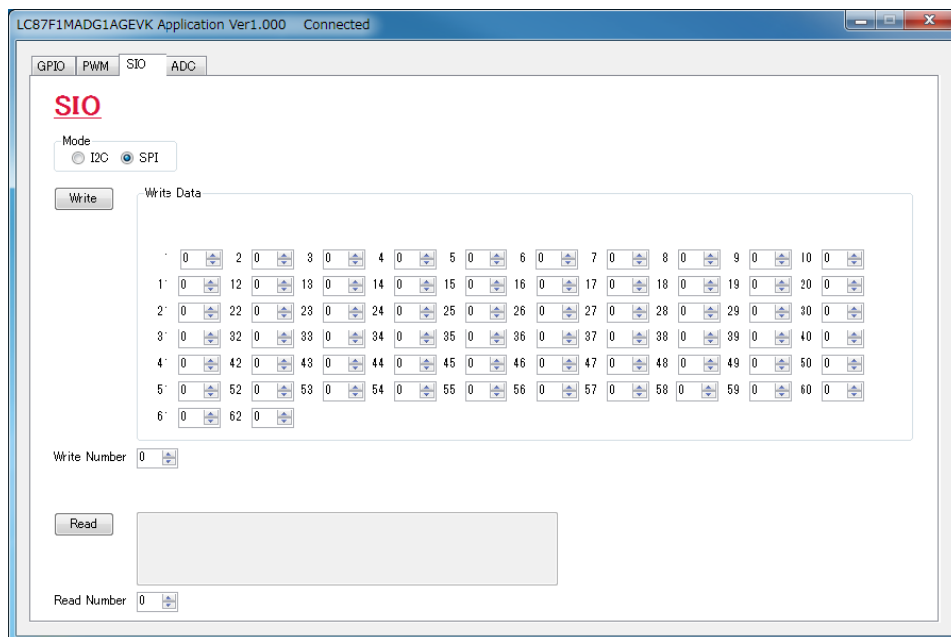 LC87F1MADG1AGEVK Application Ver1.000 Connected
GPIO PWM SIO ADC
SIO
Mode
I2C SPI
Write
Write Data
0 2 0 3 0 4 0 5 0 6 0 7 0 8 0 9 0 10 0
0 12 0 13 0 14 0 15 0 16 0 17 0 18 0 19 0 20 0
0 22 0 23 0 24 0 25 0 26 0 27 0 28 0 29 0 30 0
0 32 0 33 0 34 0 35 0 36 0 37 0 38 0 39 0 40 0
0 42 0 43 0 44 0 45 0 46 0 47 0 48 0 49 0 50 0
0 52 0 53 0 54 0 55 0 56 0 57 0 58 0 59 0 60 0
0 62 0
Write Number 0
Read
Read Number 0